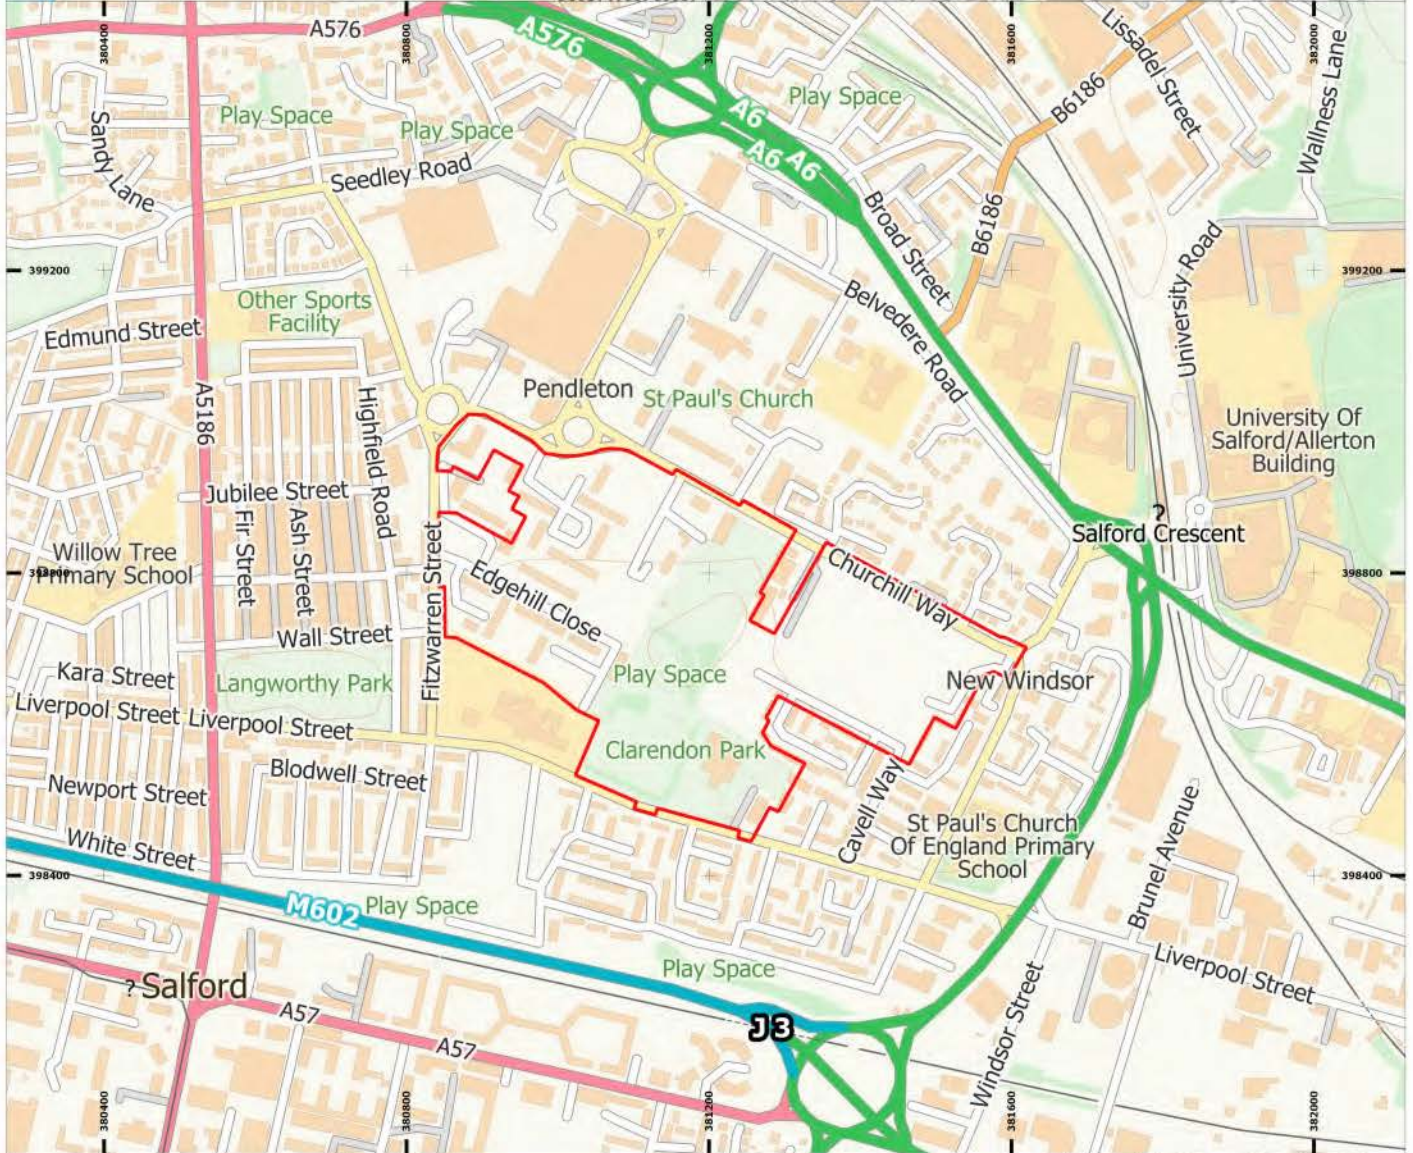 380400
380800
381200
381600
382000
A576
A576
Lissadel Street
Wallness Lane
B6186
Play Space
Play Space
Play Space
A6
A6
A6
Sandy Lane
Seedley Road
Broad Street
B6186
University Road
399200
399200
Other Sports
Facility
Edmund Street
Belvedere Road
A5186
Highfield Road
Pendleton
St Paul's Church
University Of
Salford/Allerton
Building
Jubilee Street
Fir Street
Ash Street
?
Salford Crescent
Willow Tree
Primary School
398800
398800
Fitzwarren Street
Edgehill Close
Churchill Way
Wall Street
Kara Street
Langworthy Park
Play Space
New Windsor
Liverpool Street
Liverpool Street
Clarendon Park
Blodwell Street
Newport Street
Cavell Way
St Paul's Church
Of England Primary
School
Brunel Avenue
White Street
398400
398400
M602
Play Space
Play Space
Liverpool Street
? Salford
A57
A57
J3
Windsor Street
380400
380800
381200
381600
382000